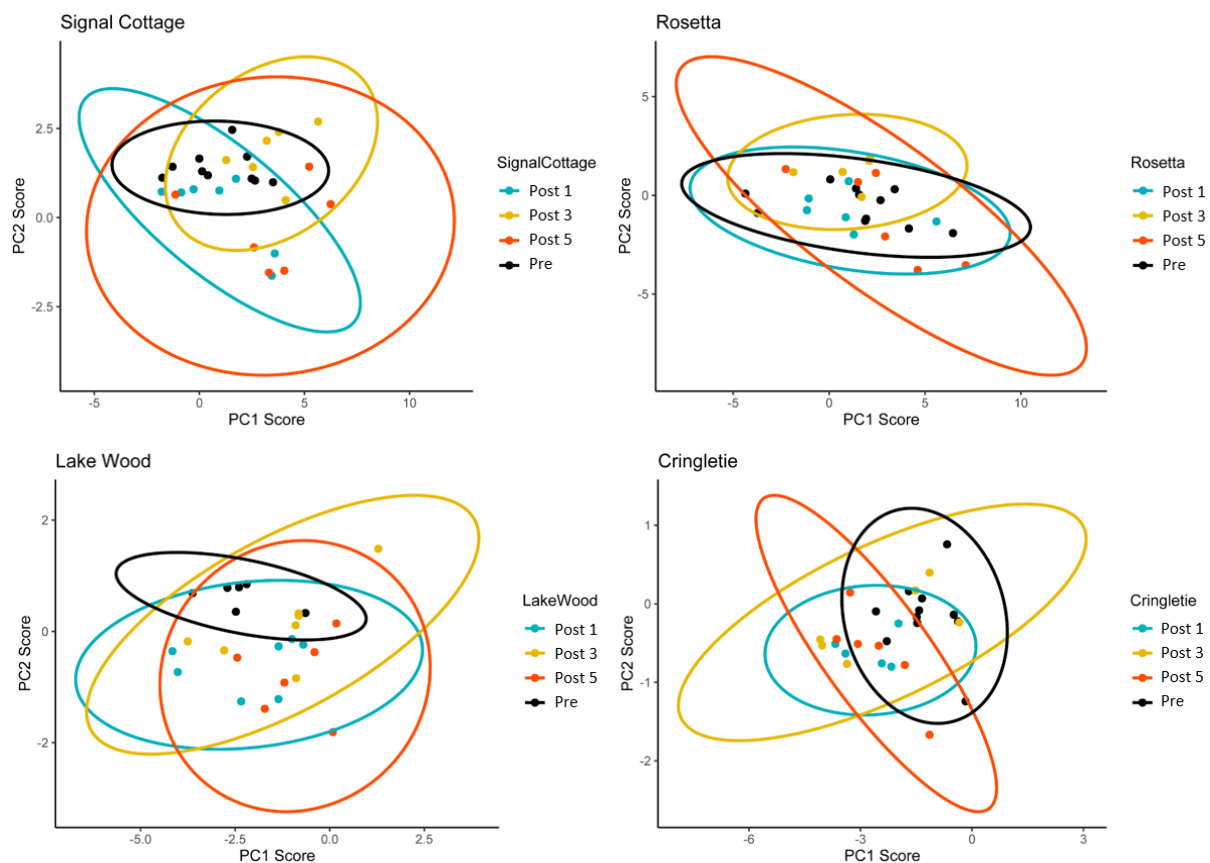 Signal Cottage
PC2 Score
2.5
0.0
-2.5
-5
0
5
10
PC1 Score
SignalCottage
Post 1
Post 3
Post 5
Pre
Rosetta
PC2 Score
5
0
-5
-5
0
5
10
PC1 Score
Rosetta
Post 1
Post 3
Post 5
Pre
Lake Wood
PC2 Score
2
0
-2
-5.0
-2.5
0.0
2.5
PC1 Score
LakeWood
Post 1
Post 3
Post 5
Pre
Cringletie
PC2 Score
1
0
-1
-2
-6
-3
0
3
PC1 Score
Cringletie
Post 1
Post 3
Post 5
Pre